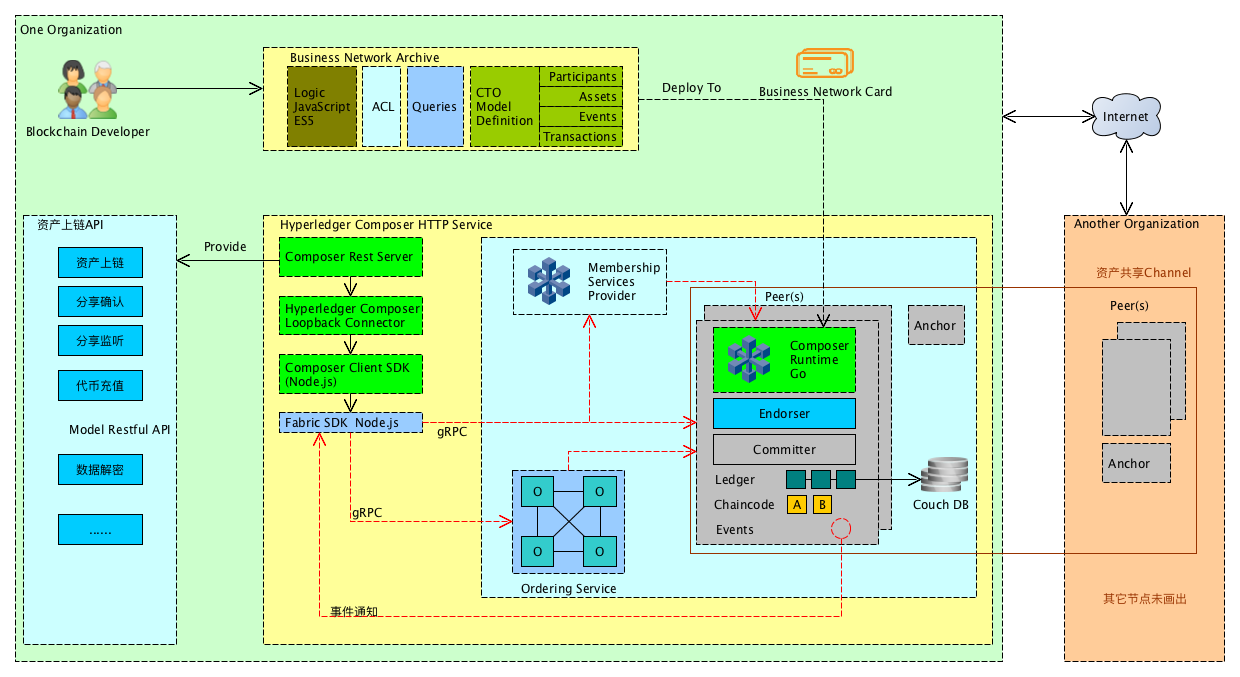 One Organization
Blockchain Developer
Business Network Archive
Logic
JavaScript
ES5
ACL
Queries
CTO
Model
Definition
Participants
Assets
Events
Transactions
Deploy To
Business Network Card
Internet
资产上链API
资产上链
分享确认
分享监听
代币充值
Model Restful API
数据解密
......
Provide
Hyperledger Composer HTTP Service
Composer Rest Server
Hyperledger Composer
Loopback Connector
Composer Client SDK
(Node.js)
Fabric SDK Node.js
gRPC
gRPC
事件通知
Membership
Services
Provider
O
O
O
O
Ordering Service
Peer(s)
Composer
Runtime
Go
Endorser
Committer
Ledger
Chaincode
A
B
Events
Anchor
Couch DB
Another Organization
资产共享Channel
Peer(s)
Anchor
其它节点未画出